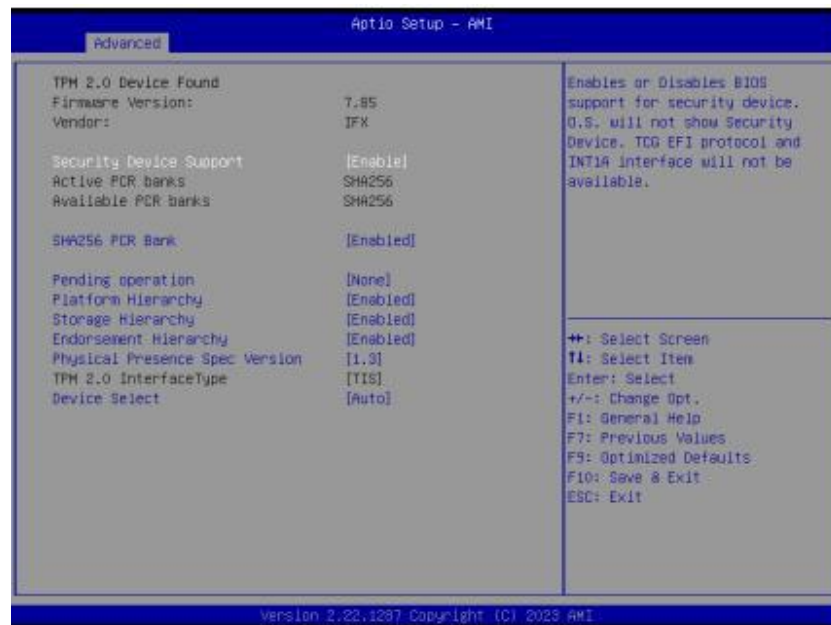 Aptio Setup - AMI
Advanced
TPM 2.0 Device Found
Firmware Version: 7.85
Vendor: IFX
Security Device Support [Enable]
Active PCR banks SHA256
Available PCR banks SHA256
SHA256 PCR Bank [Enabled]
Pending operation [None]
Platform Hierarchy [Enabled]
Storage Hierarchy [Enabled]
Endorsement Hierarchy [Enabled]
Physical Presence Spec Version [1.3]
TPM 2.0 InterfaceType [TIS]
Device Select [Auto]
Enables or Disables BIOS
support for security device.
O.S. will not show Security
Device. TCG EFI protocol and
INT1A interface will not be
available.
→←: Select Screen
↑↓: Select Item
Enter: Select
+/-: Change Opt.
F1: General Help
F7: Previous Values
F9: Optimized Defaults
F10: Save & Exit
ESC: Exit
Version 2.22.1287 Copyright (C) 2023 AMI